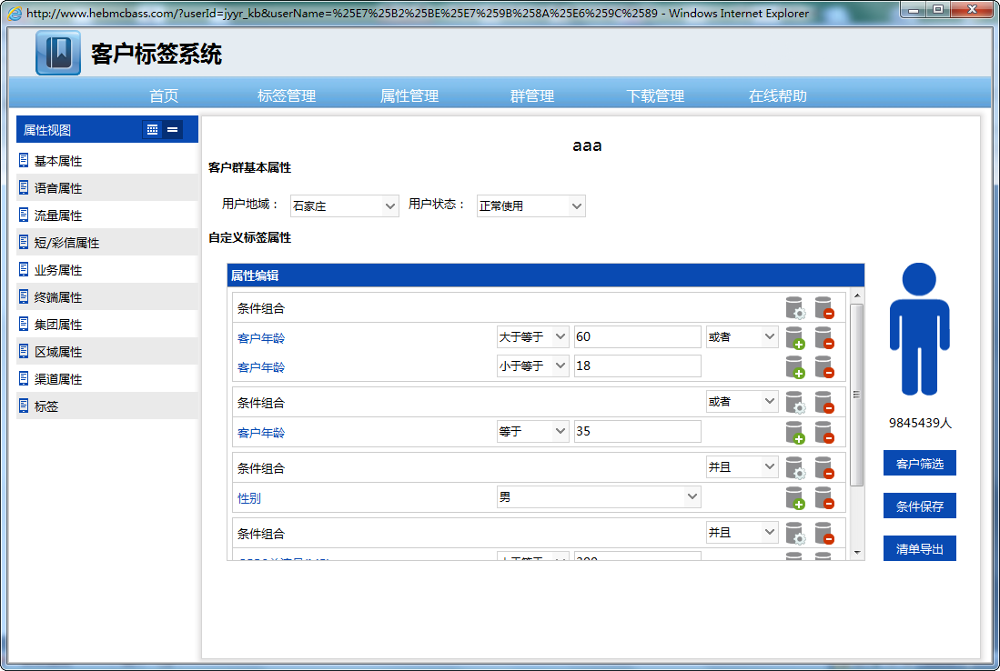 http://www.hebmcbass.com/?userId=jyyr_kb&userName=%25E7%25B2%25BE%25E7%259B%258A%25E6%259C%2589 - Windows Internet Explorer
客户标签系统
首页 标签管理 属性管理 群管理 下载管理 在线帮助
属性视图
基本属性
语音属性
流量属性
短/彩信属性
业务属性
终端属性
集团属性
区域属性
渠道属性
标签
aaa
客户群基本属性
用户地域： 石家庄 用户状态： 正常使用
自定义标签属性
属性编辑
条件组合
客户年龄 大于等于 60 或者
客户年龄 小于等于 18
条件组合 或者
客户年龄 等于 35
条件组合 并且
性别 男
条件组合 并且
9845439人
客户筛选
条件保存
清单导出